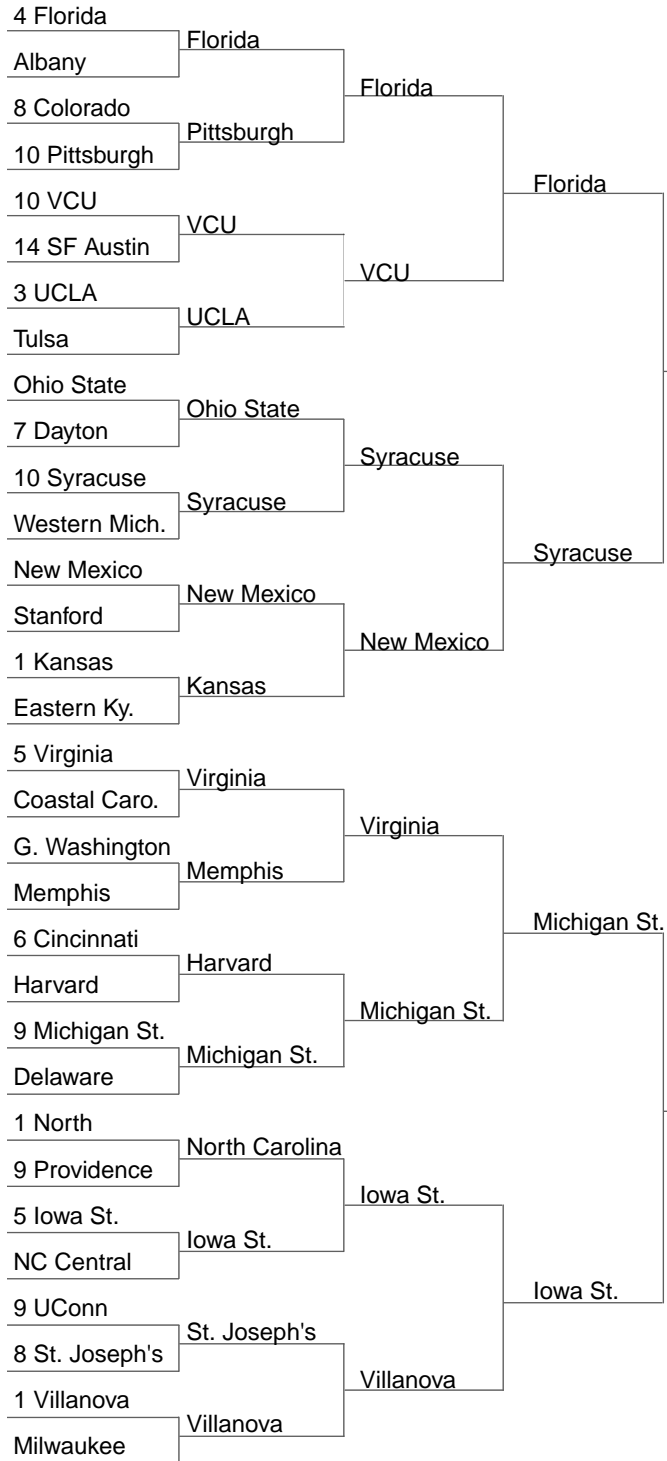 4 Florida
Albany
8 Colorado
10 Pittsburgh
10 VCU
14 SF Austin
3 UCLA
Tulsa
Ohio State
7 Dayton
10 Syracuse
Western Mich.
New Mexico
Stanford
1 Kansas
Eastern Ky.
5 Virginia
Coastal Caro.
G. Washington
Memphis
6 Cincinnati
Harvard
9 Michigan St.
Delaware
1 North
9 Providence
5 Iowa St.
NC Central
9 UConn
8 St. Joseph's
1 Villanova
Milwaukee
Florida
Pittsburgh
VCU
UCLA
Ohio State
Syracuse
New Mexico
Kansas
Virginia
Memphis
Harvard
Michigan St.
North Carolina
Iowa St.
St. Joseph's
Villanova
Florida
VCU
Syracuse
New Mexico
Virginia
Michigan St.
Iowa St.
Villanova
Florida
Syracuse
Michigan St.
Iowa St.